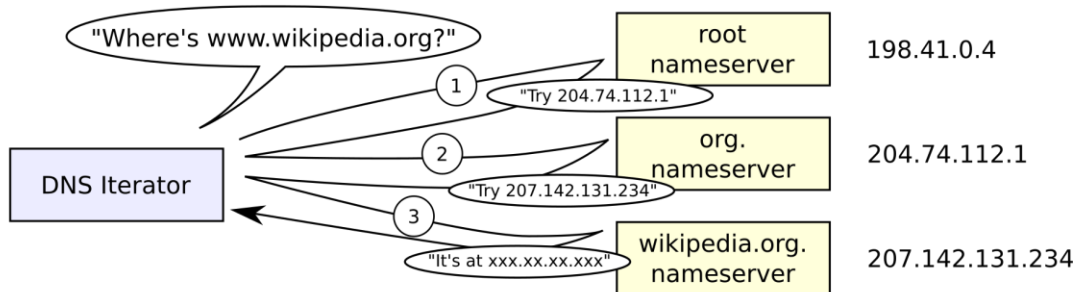 "Where's www.wikipedia.org?"
root
nameserver
198.41.0.4
1
"Try 204.74.112.1"
org.
nameserver
204.74.112.1
2
DNS Iterator
"Try 207.142.131.234"
3
wikipedia.org.
nameserver
207.142.131.234
"It's at xxx.xx.xx.xxx"